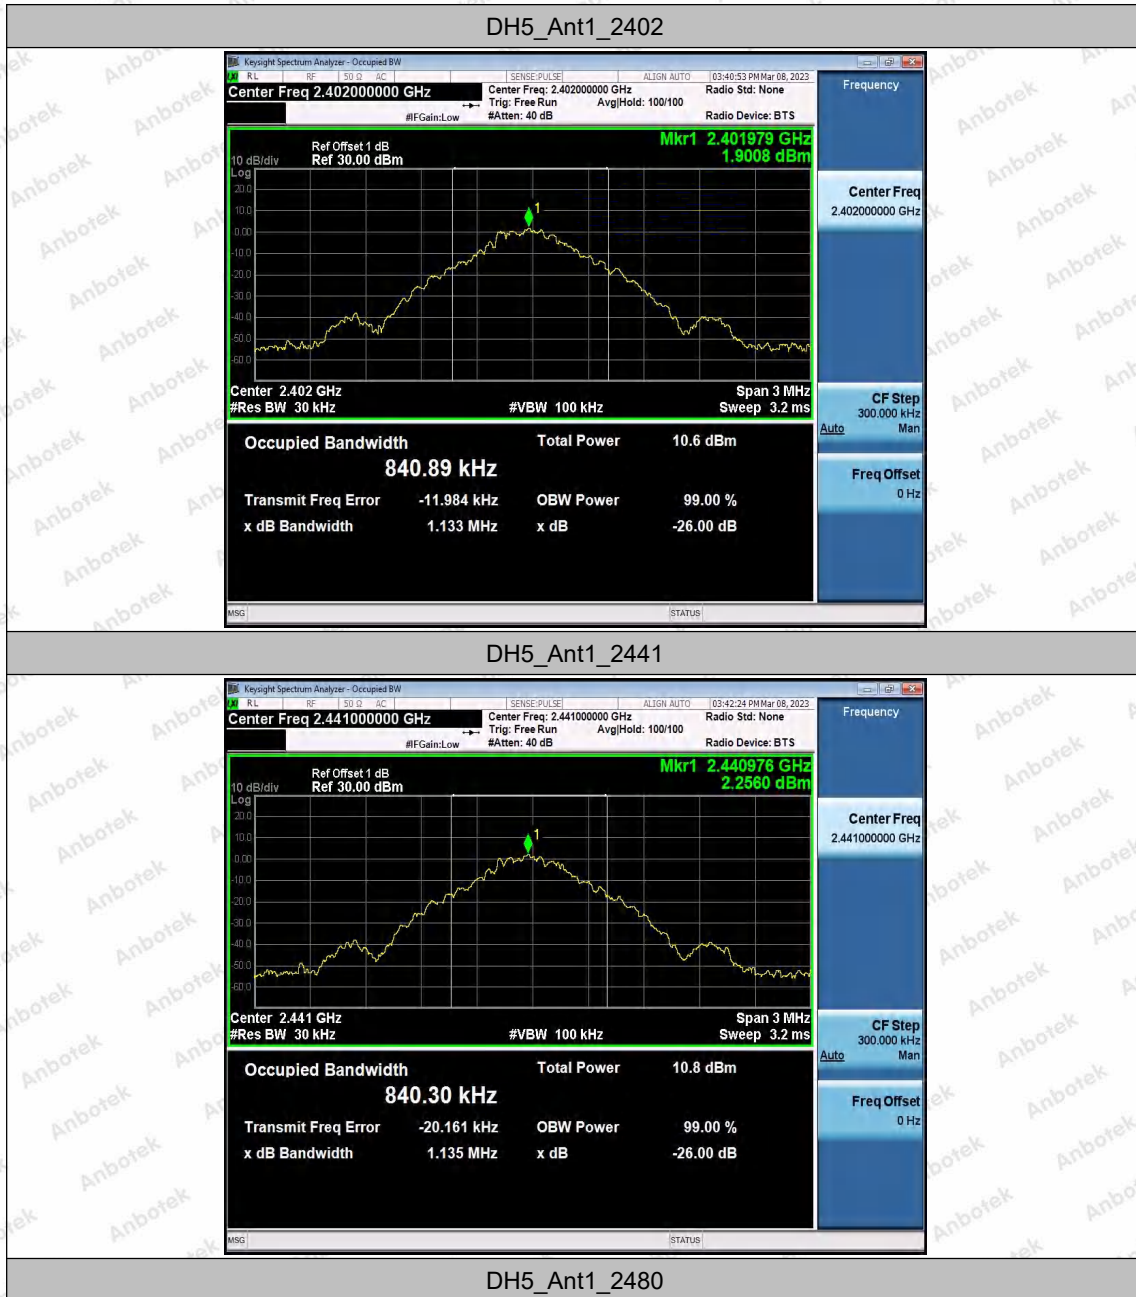 DH5_Ant1_2402
Keysight Spectrum Analyzer - Occupied BW
RL RF 50 Ω AC SENSE:PULSE ALIGN AUTO 03:40:53 PM Mar 08, 2023
Center Freq 2.402000000 GHz Center Freq: 2.402000000 GHz Radio Std: None Frequency
Trig: Free Run Avg|Hold: 100/100
#IFGain:Low #Atten: 40 dB Radio Device: BTS
Mkr1 2.401979 GHz
1.9008 dBm
Ref Offset 1 dB
10 dB/div Ref 30.00 dBm
Log
20.0
10.0
0.00
-10.0
-20.0
-30.0
-40.0
-50.0
-60.0
1
Center Freq
2.402000000 GHz
Center 2.402 GHz Span 3 MHz
#Res BW 30 kHz #VBW 100 kHz Sweep 3.2 ms
CF Step
300.000 kHz
Auto Man
Occupied Bandwidth Total Power 10.6 dBm
840.89 kHz
Freq Offset
0 Hz
Transmit Freq Error -11.984 kHz OBW Power 99.00 %
x dB Bandwidth 1.133 MHz x dB -26.00 dB
MSG STATUS
DH5_Ant1_2441
Keysight Spectrum Analyzer - Occupied BW
RL RF 50 Ω AC SENSE:PULSE ALIGN AUTO 03:42:24 PM Mar 08, 2023
Center Freq 2.441000000 GHz Center Freq: 2.441000000 GHz Radio Std: None Frequency
Trig: Free Run Avg|Hold: 100/100
#IFGain:Low #Atten: 40 dB Radio Device: BTS
Mkr1 2.440976 GHz
2.2560 dBm
Ref Offset 1 dB
10 dB/div Ref 30.00 dBm
Log
20.0
10.0
0.00
-10.0
-20.0
-30.0
-40.0
-50.0
-60.0
1
Center Freq
2.441000000 GHz
Center 2.441 GHz Span 3 MHz
#Res BW 30 kHz #VBW 100 kHz Sweep 3.2 ms
CF Step
300.000 kHz
Auto Man
Occupied Bandwidth Total Power 10.8 dBm
840.30 kHz
Freq Offset
0 Hz
Transmit Freq Error -20.161 kHz OBW Power 99.00 %
x dB Bandwidth 1.135 MHz x dB -26.00 dB
MSG STATUS
DH5_Ant1_2480
Anbotek